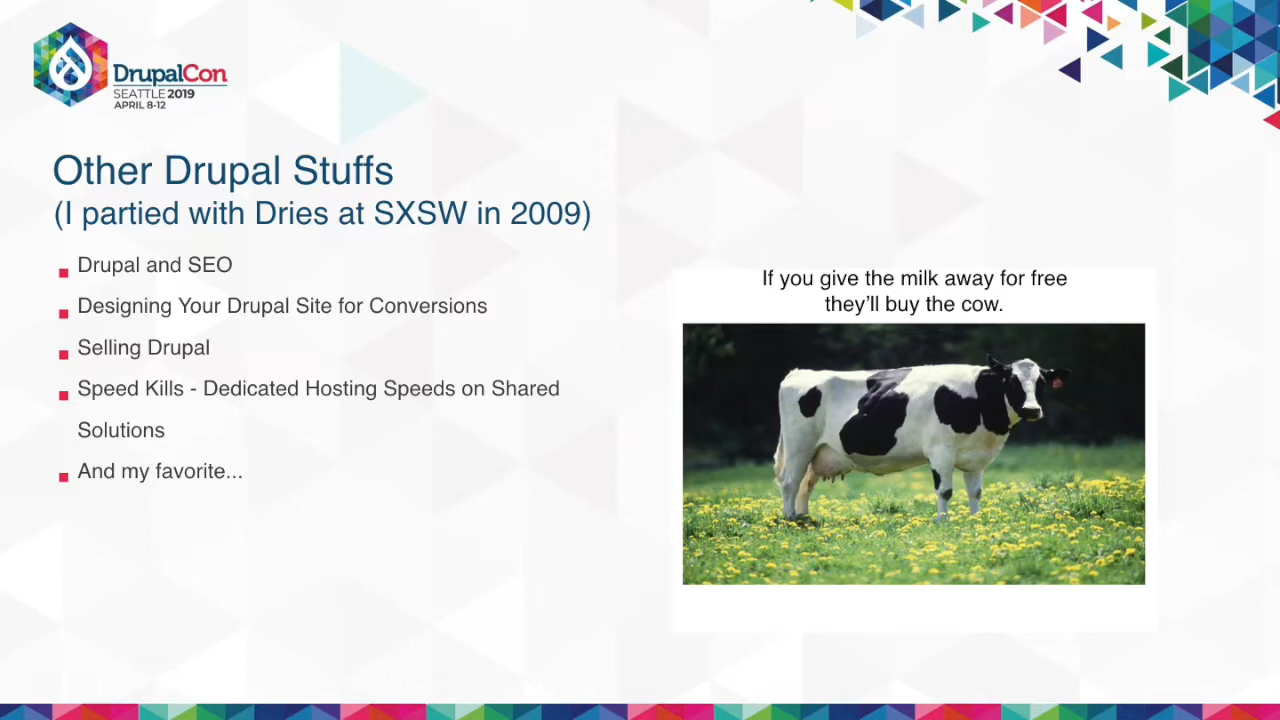 DrupalCon
SEATTLE 2019
APRIL 8-12
Other Drupal Stuffs
(I partied with Dries at SXSW in 2009)
Drupal and SEO
Designing Your Drupal Site for Conversions
Selling Drupal
Speed Kills - Dedicated Hosting Speeds on Shared
Solutions
And my favorite...
If you give the milk away for free
they’ll buy the cow.